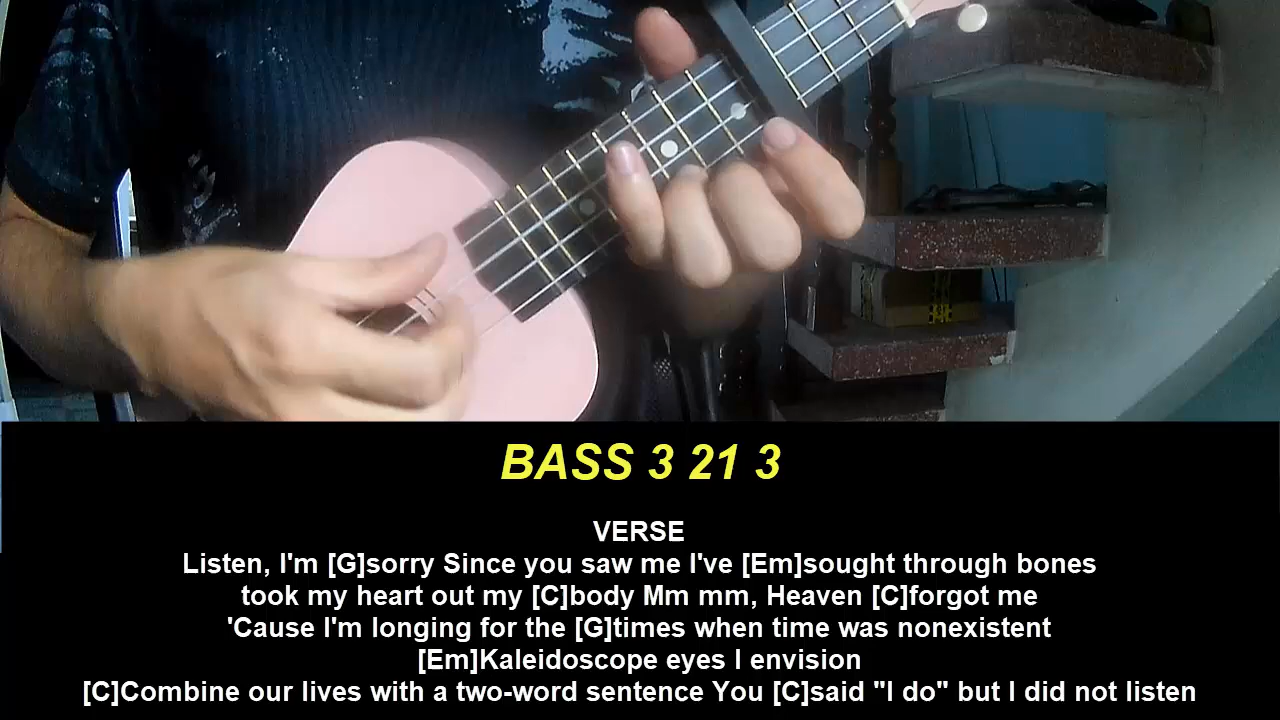 BASS 3 21 3
VERSE
Listen, I'm [G]sorry Since you saw me I've [Em]sought through bones
took my heart out my [C]body Mm mm, Heaven [C]forgot me
'Cause I'm longing for the [G]times when time was nonexistent
[Em]Kaleidoscope eyes I envision
[C]Combine our lives with a two-word sentence You [C]said "I do" but I did not listen